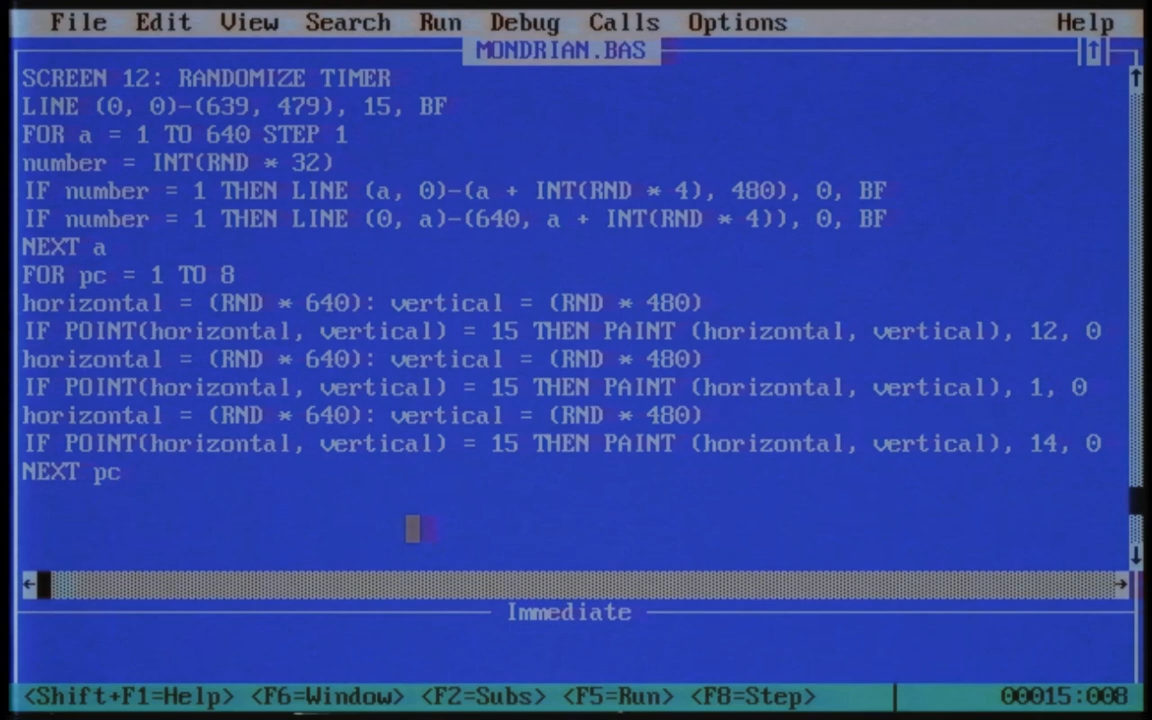 File Edit View Search Run Debug Calls Options Help
MONDRIAN.BAS
SCREEN 12: RANDOMIZE TIMER
LINE (0, 0)-(639, 479), 15, BF
FOR a = 1 TO 640 STEP 1
number = INT(RND * 32)
IF number = 1 THEN LINE (a, 0)-(a + INT(RND * 4), 480), 0, BF
IF number = 1 THEN LINE (0, a)-(640, a + INT(RND * 4)), 0, BF
NEXT a
FOR pc = 1 TO 8
horizontal = (RND * 640): vertical = (RND * 480)
IF POINT(horizontal, vertical) = 15 THEN PAINT (horizontal, vertical), 12, 0
horizontal = (RND * 640): vertical = (RND * 480)
IF POINT(horizontal, vertical) = 15 THEN PAINT (horizontal, vertical), 1, 0
horizontal = (RND * 640): vertical = (RND * 480)
IF POINT(horizontal, vertical) = 15 THEN PAINT (horizontal, vertical), 14, 0
NEXT pc
Immediate
<Shift+F1=Help> <F6=Window> <F2=Subs> <F5=Run> <F8=Step> 00015:008